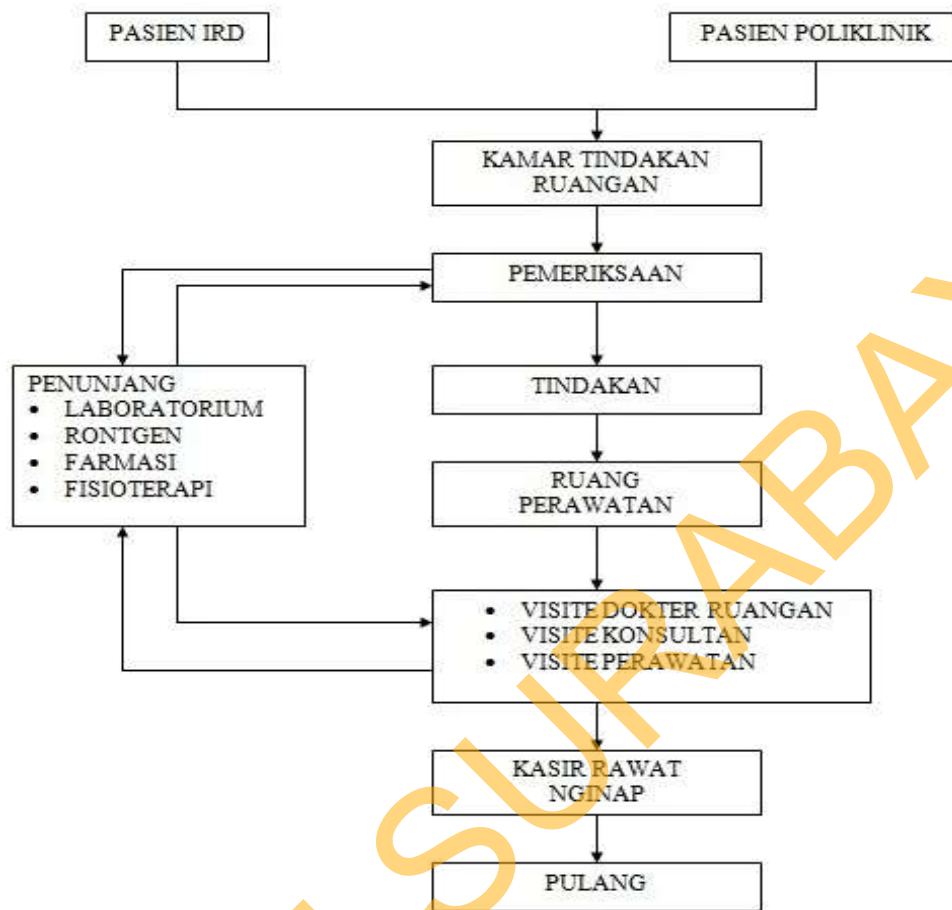 PASIEN IRD
PASIEN POLIKLINIK
KAMAR TINDAKAN
RUANGAN
PEMERIKSAAN
PENUNJANG
• LABORATORIUM
• RONTGEN
• FARMASI
• FISIOTERAPI
TINDAKAN
RUANG
PERAWATAN
• VISITE DOKTER RUANGAN
• VISITE KONSULTAN
• VISITE PERAWATAN
KASIR RAWAT
NGINAP
PULANG